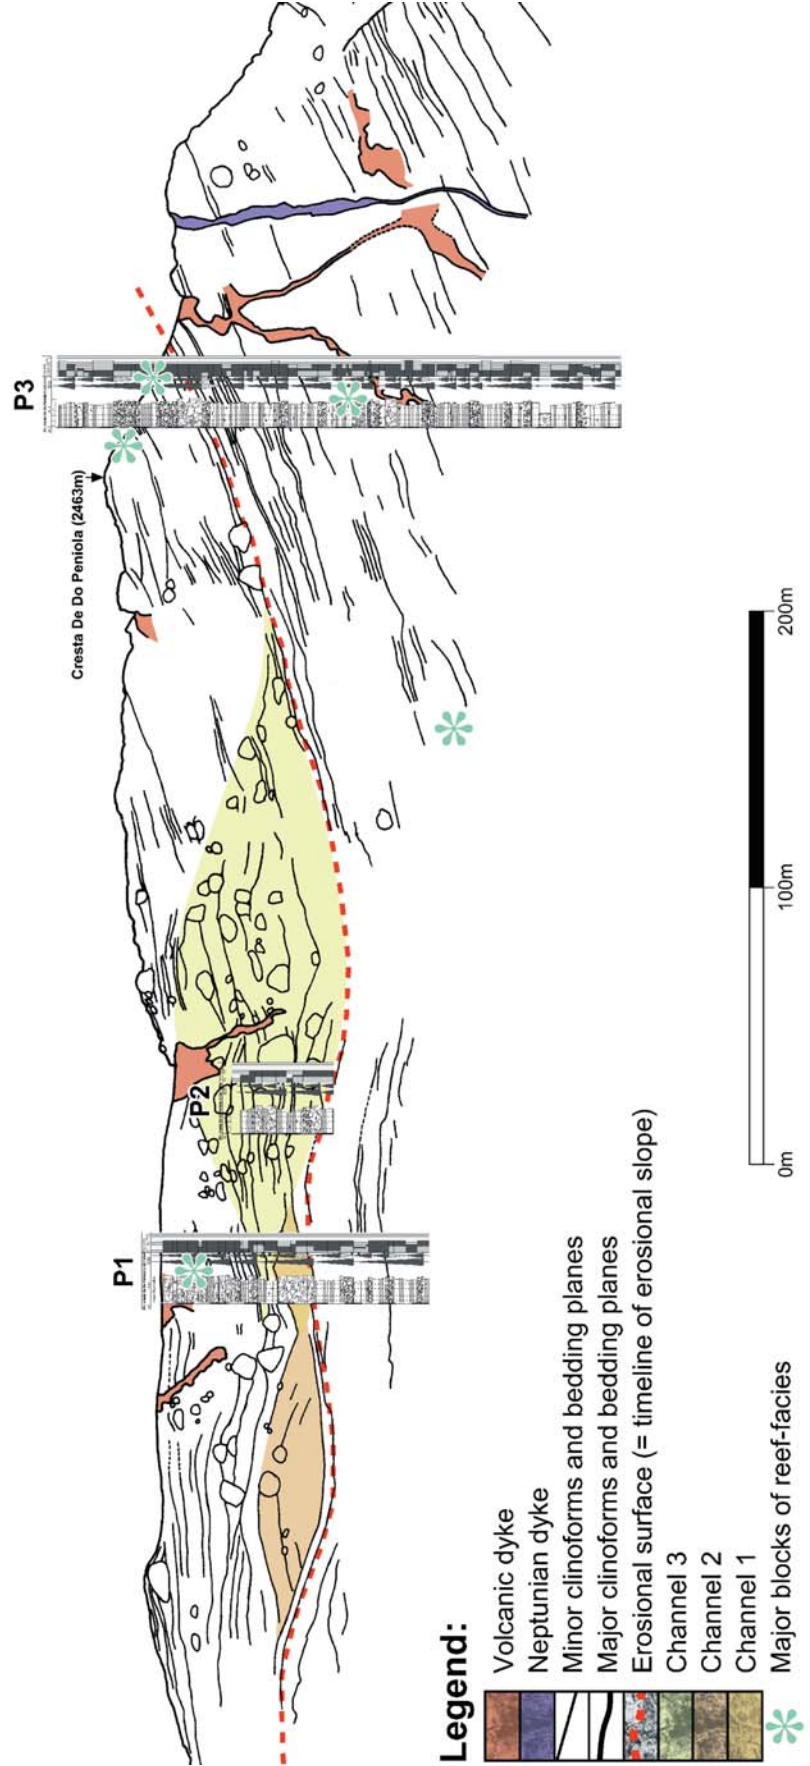 P3
Cresta De Do Peniola (2463m)
P2
P1
0m
100m
200m
Legend:
Volcanic dyke
Neptunian dyke
Minor clinoforms and bedding planes
Major clinoforms and bedding planes
Erosional surface (= timeline of erosional slope)
Channel 3
Channel 2
Channel 1
Major blocks of reef-facies